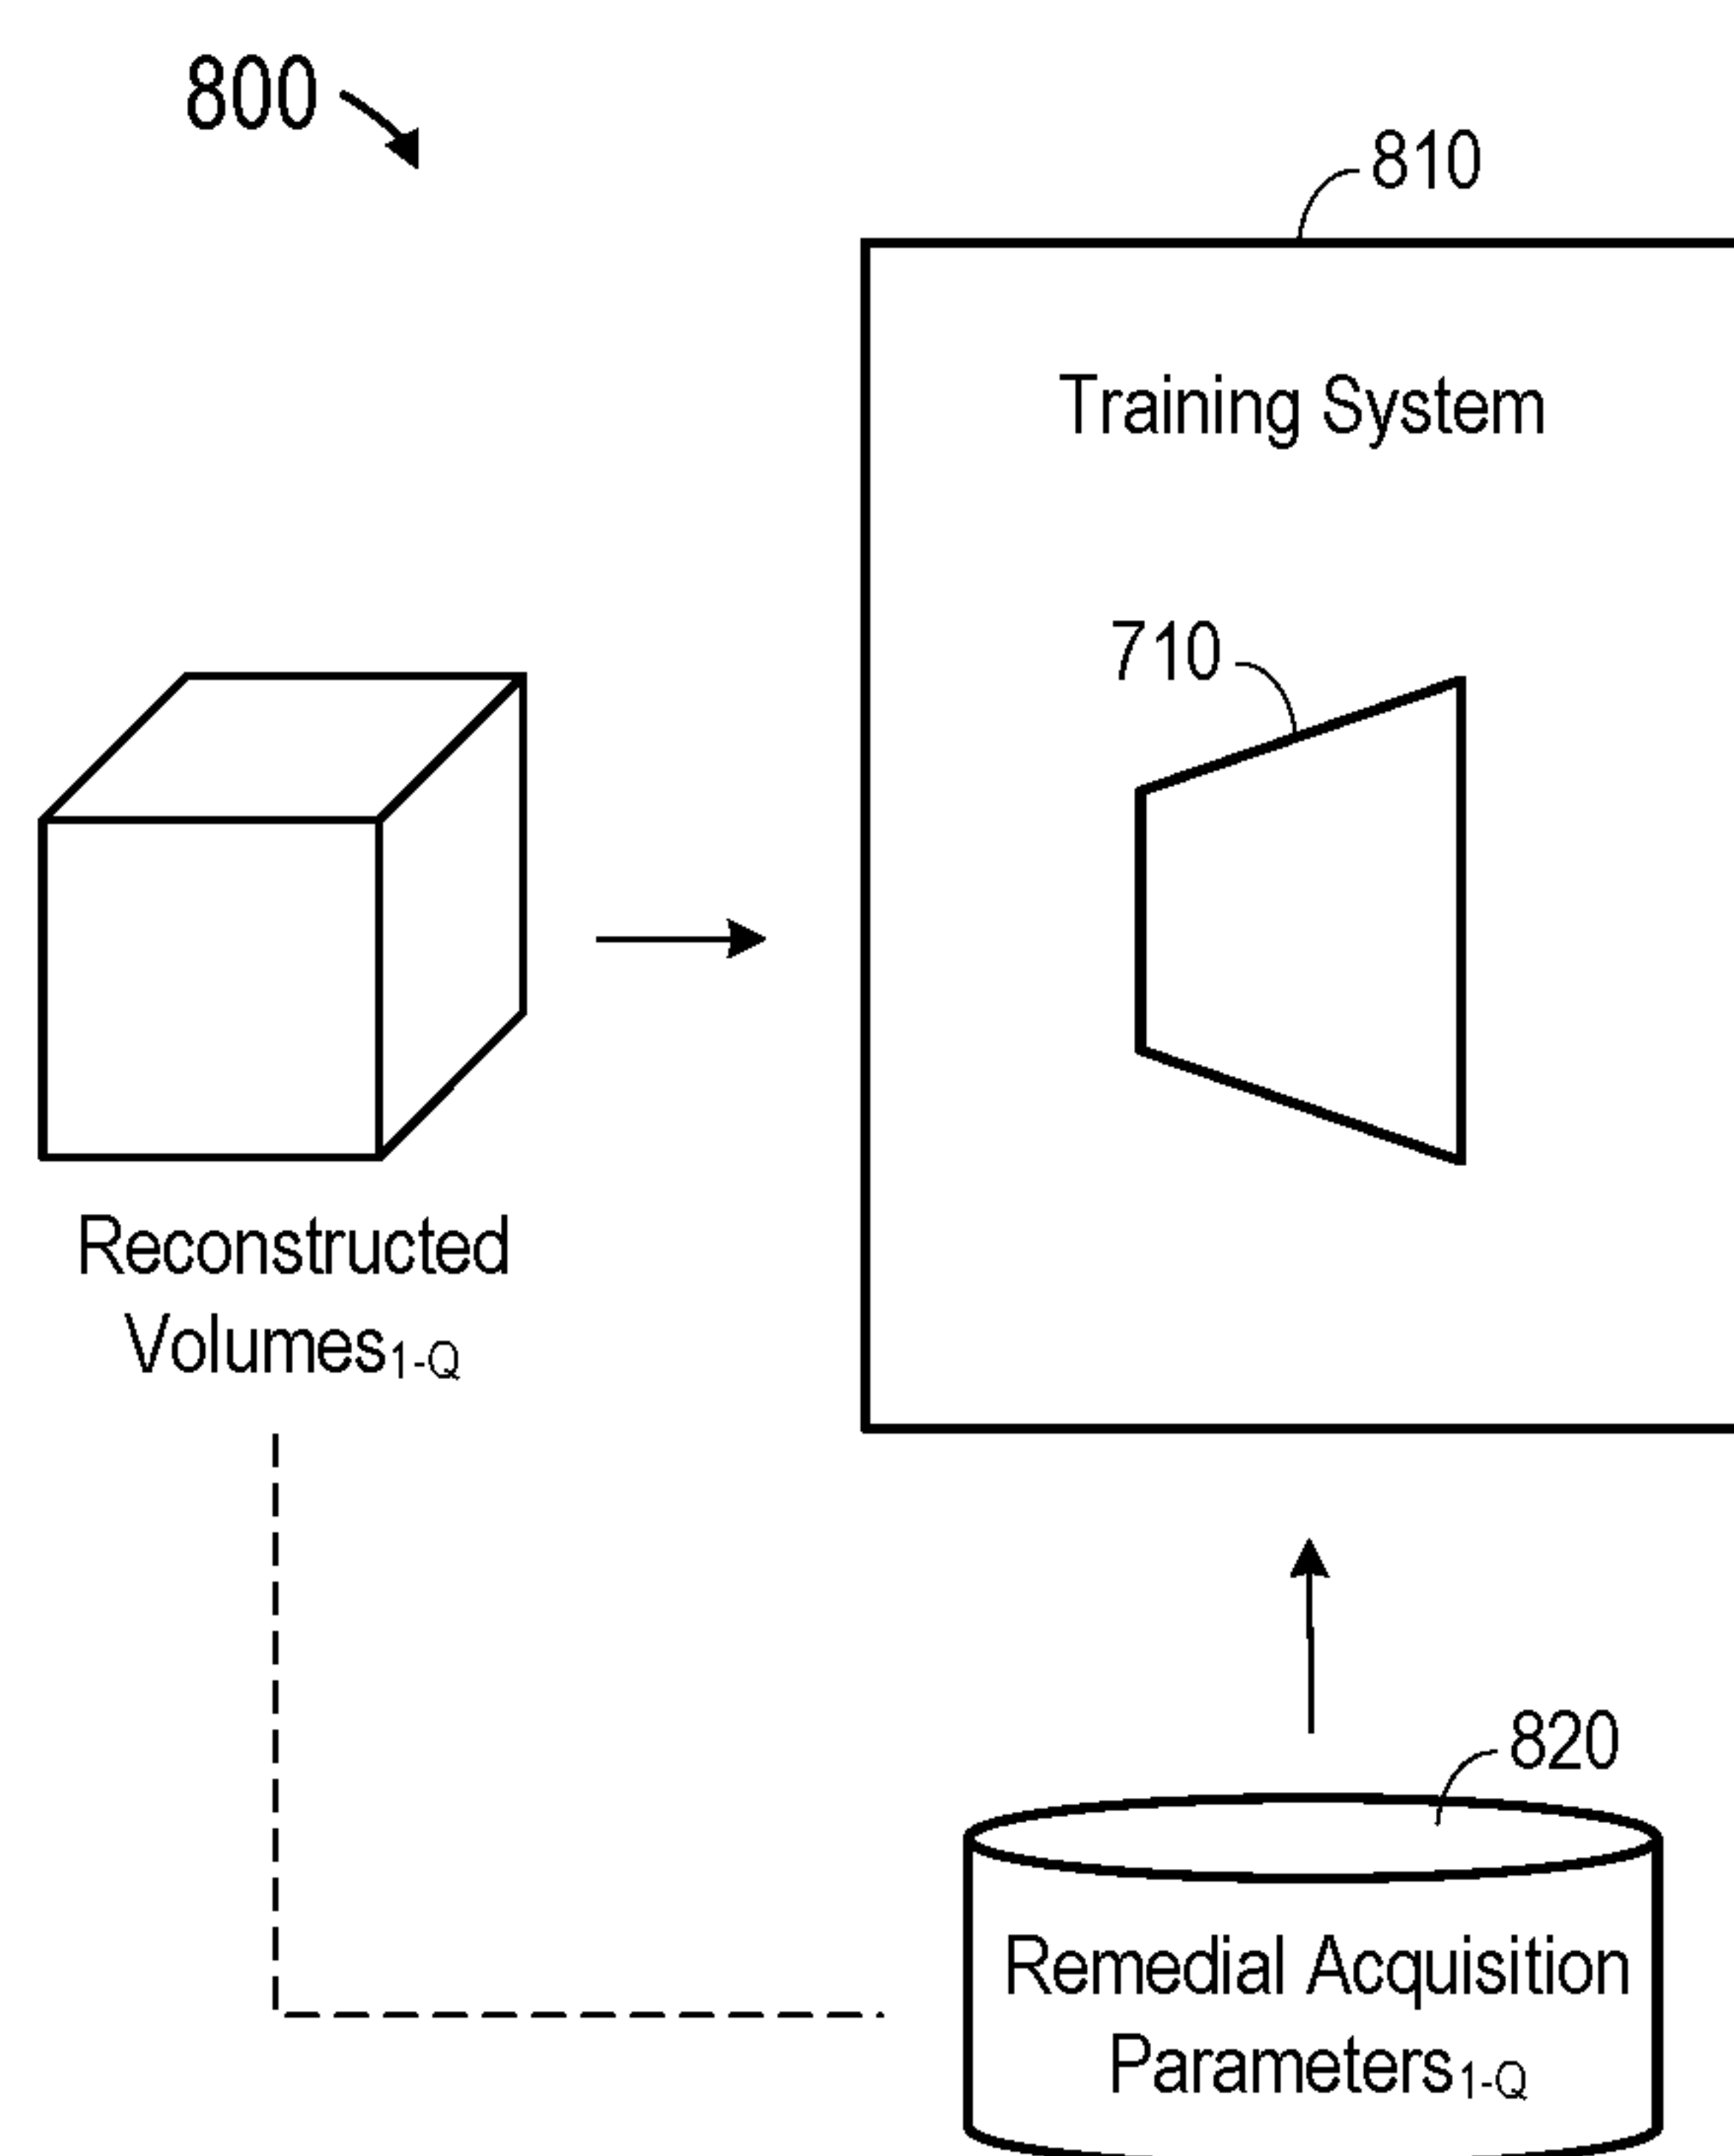 800
810
Training System
710
Reconstructed
Volumes1-Q
820
Remedial Acquisition
Parameters1-Q